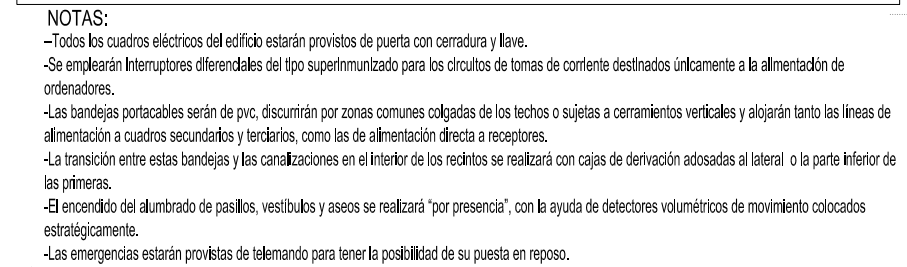 NOTAS:
–Todos los cuadros eléctricos del edificio estarán provistos de puerta con cerradura y llave.
-Se emplearán interruptores diferenciales del tipo superinmunizado para los circuitos de tomas de corriente destinados únicamente a la alimentación de
ordenadores.
-Las bandejas portacables serán de pvc, discurrirán por zonas comunes colgadas de los techos o sujetas a cerramientos verticales y alojarán tanto las líneas de
alimentación a cuadros secundarios y terciarios, como las de alimentación directa a receptores.
-La transición entre estas bandejas y las canalizaciones en el interior de los recintos se realizará con cajas de derivación adosadas al lateral o la parte inferior de
las primeras.
-El encendido del alumbrado de pasillos, vestíbulos y aseos se realizará “por presencia”, con la ayuda de detectores volumétricos de movimiento colocados
estratégicamente.
-Las emergencias estarán provistas de telemando para tener la posibilidad de su puesta en reposo.